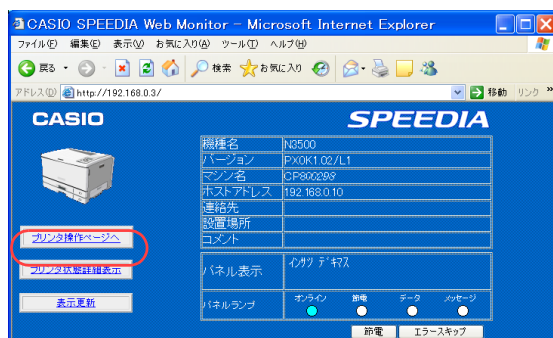 CASIO SPEEDIA Web Monitor - Microsoft Internet Explorer
ファイル(F) 編集(E) 表示(V) お気に入り(A) ツール(T) ヘルプ(H)
戻る 検索 お気に入り
アドレス(D) http://192.168.0.3/ 移動 リンク »
CASIO SPEEDIA
機種名 N3500
バージョン PX0K1.02/L1
マシン名 CP800298
ホストアドレス 192.168.0.10
連絡先
設置場所
コメント
プリンタ操作ページへ
プリンタ状態詳細表示
表示更新
パネル表示 インサツ デキマス
パネルランプ オンライン 節電 データ メッセージ
節電 エラースキップ